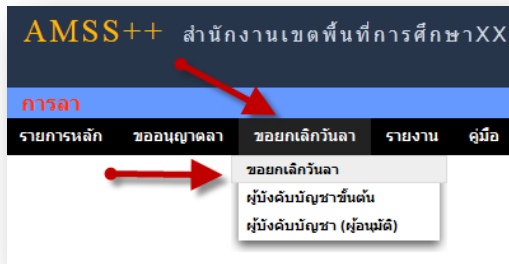 AMSS++ สำนักงานเขตพื้นที่การศึกษาXX
การลา
รายการหลัก ขออนุญาตลา ขอยกเลิกวันลา รายงาน คู่มือ
ขอยกเลิกวันลา
ผู้บังคับบัญชาขั้นต้น
ผู้บังคับบัญชา (ผู้อนุมัติ)